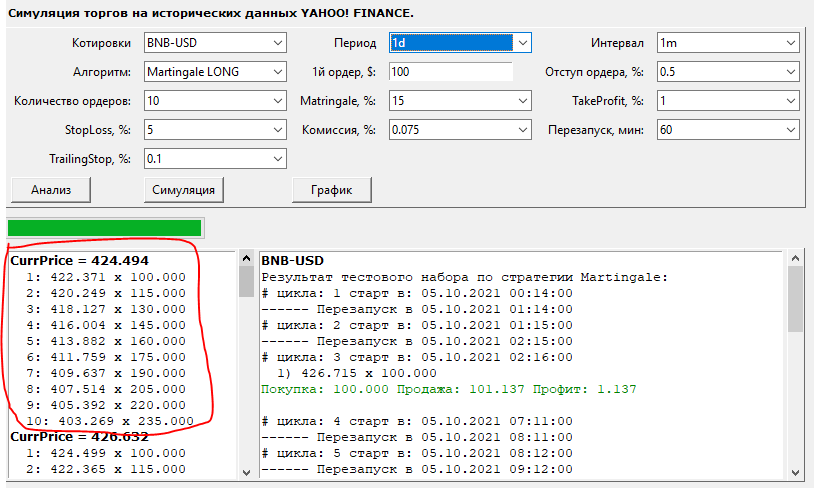 Симуляция торгов на исторических данных YAHOO! FINANCE.
Котировки BNB-USD Период 1d Интервал 1m
Алгоритм: Martingale LONG 1й ордер, $: 100 Отступ ордера, %: 0.5
Количество ордеров: 10 Matringale, %: 15 TakeProfit, %: 1
StopLoss, %: 5 Комиссия, %: 0.075 Перезапуск, мин: 60
TrailingStop, %: 0.1
Анализ Симуляция График
CurrPrice = 424.494
1: 422.371 x 100.000
2: 420.249 x 115.000
3: 418.127 x 130.000
4: 416.004 x 145.000
5: 413.882 x 160.000
6: 411.759 x 175.000
7: 409.637 x 190.000
8: 407.514 x 205.000
9: 405.392 x 220.000
10: 403.269 x 235.000
CurrPrice = 426.632
1: 424.499 x 100.000
2: 422.365 x 115.000
BNB-USD
Результат тестового набора по стратегии Martingale:
# цикла: 1 старт в: 05.10.2021 00:14:00
------ Перезапуск в 05.10.2021 01:14:00
# цикла: 2 старт в: 05.10.2021 01:15:00
------ Перезапуск в 05.10.2021 02:15:00
# цикла: 3 старт в: 05.10.2021 02:16:00
1) 426.715 x 100.000
Покупка: 100.000 Продажа: 101.137 Профит: 1.137
# цикла: 4 старт в: 05.10.2021 07:11:00
------ Перезапуск в 05.10.2021 08:11:00
# цикла: 5 старт в: 05.10.2021 08:12:00
------ Перезапуск в 05.10.2021 09:12:00